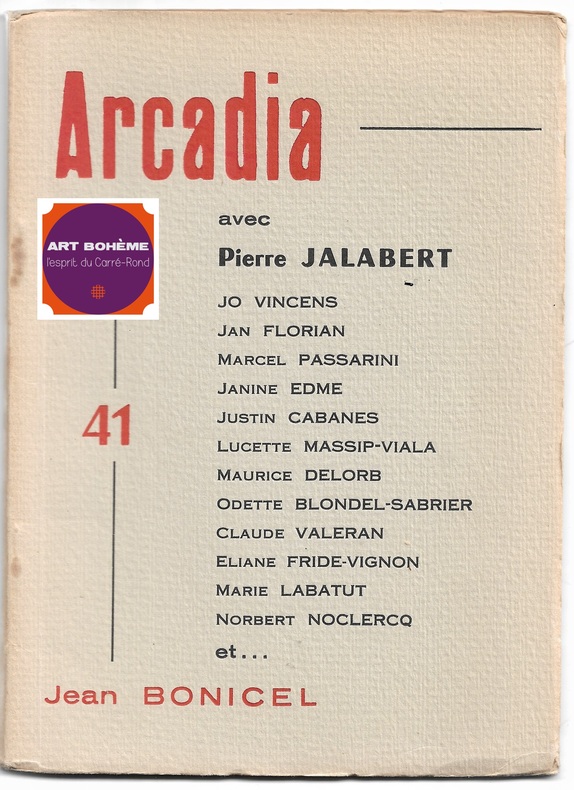 Arcadia
ART BOHÈME
l'esprit du Carré-Rond
avec
Pierre JALABERT
JO VINCENS
JAN FLORIAN
MARCEL PASSARINI
JANINE EDME
JUSTIN CABANES
LUCETTE MASSIP-VIALA
MAURICE DELORB
ODETTE BLONDEL-SABRIER
CLAUDE VALERAN
ELIANE FRIDE-VIGNON
MARIE LABATUT
NORBERT NOCLERCQ
et...
41
Jean BONICEL